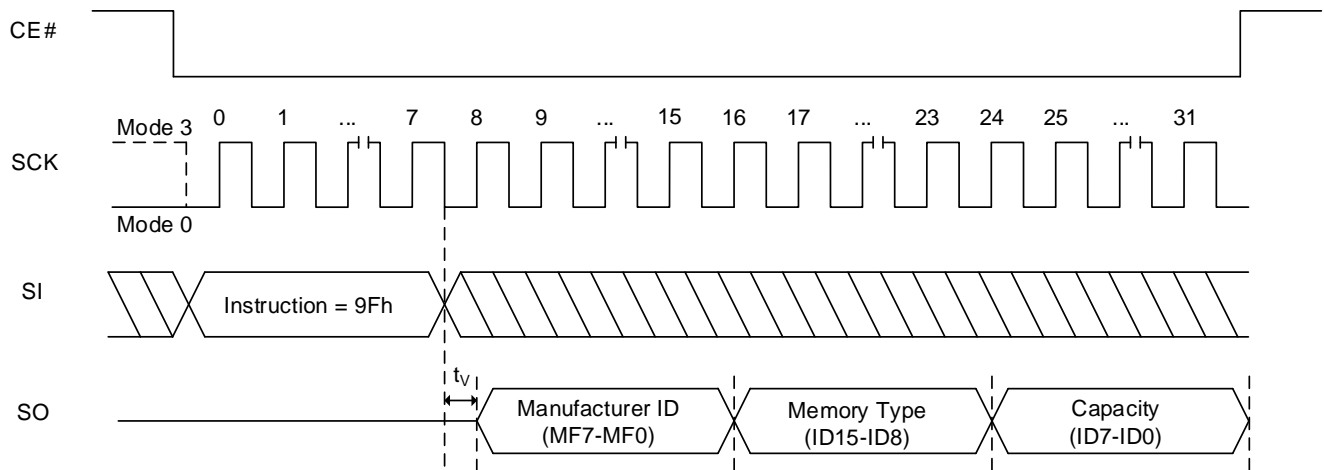 CE#
0 1 ... 7 8 9 ... 15 16 17 ... 23 24 25 ... 31
Mode 3
SCK
Mode 0
SI
Instruction = 9Fh
tV
SO
Manufacturer ID
(MF7-MF0)
Memory Type
(ID15-ID8)
Capacity
(ID7-ID0)